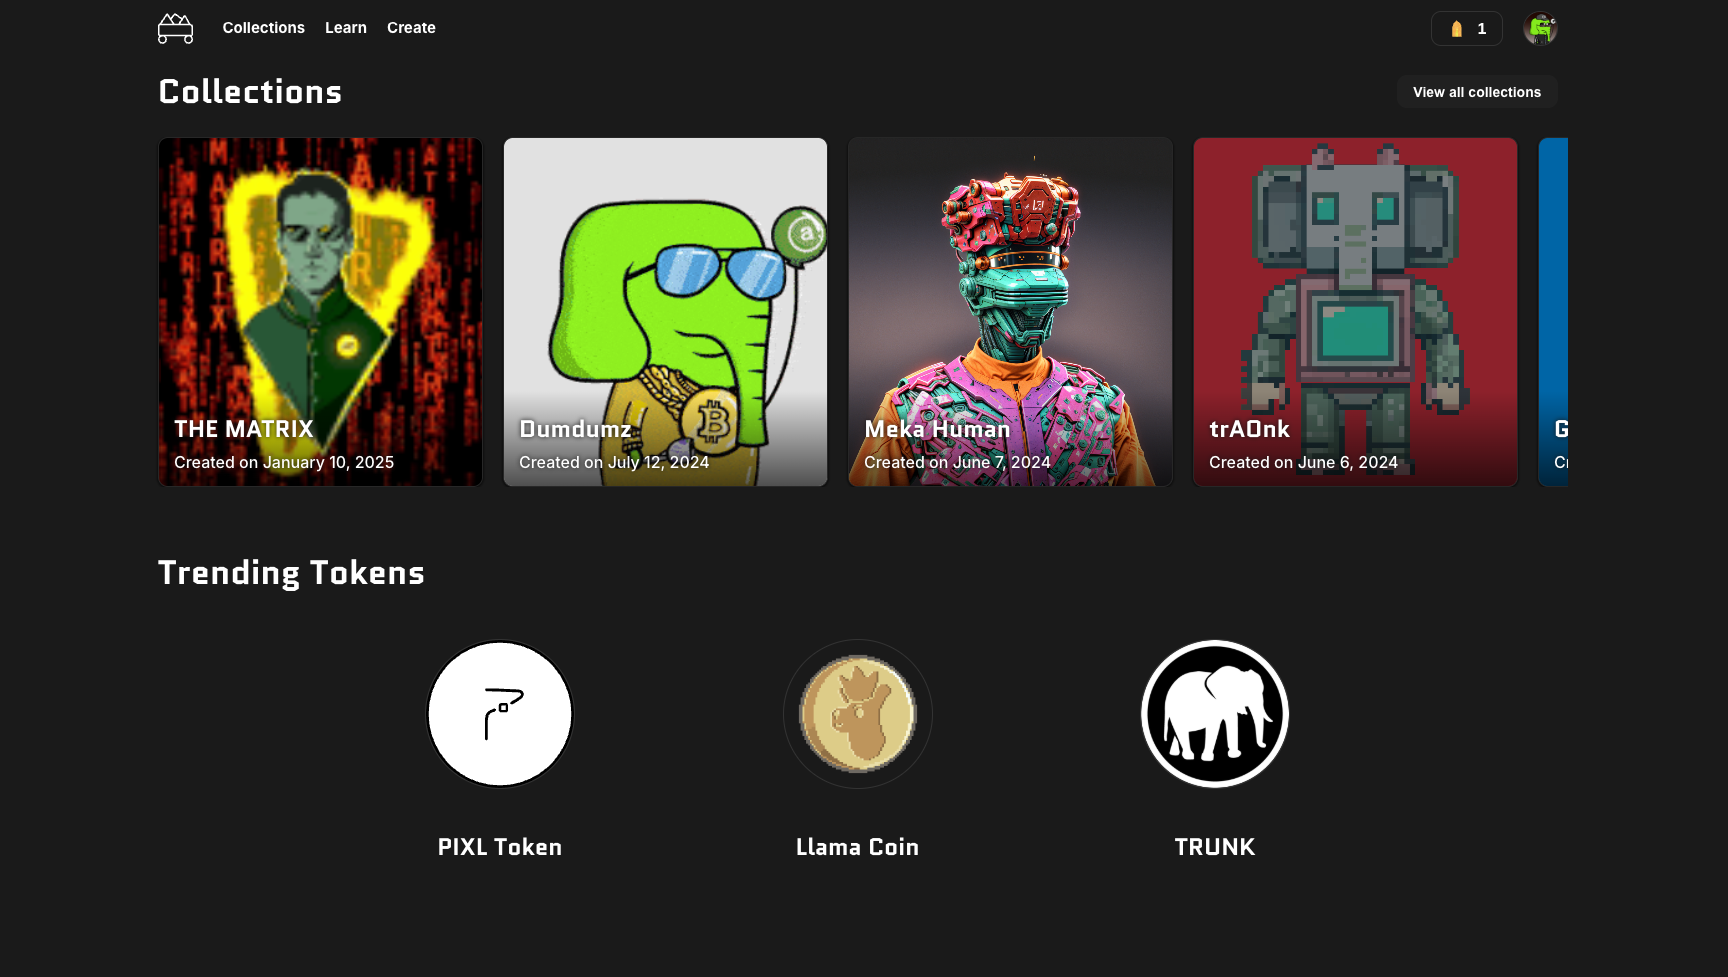 Collections Learn Create
1
Collections
View all collections
THE MATRIX
Created on January 10, 2025
Dumdumz
Created on July 12, 2024
Meka Human
Created on June 7, 2024
trAOnk
Created on June 6, 2024
Trending Tokens
PIXL Token
Llama Coin
TRUNK